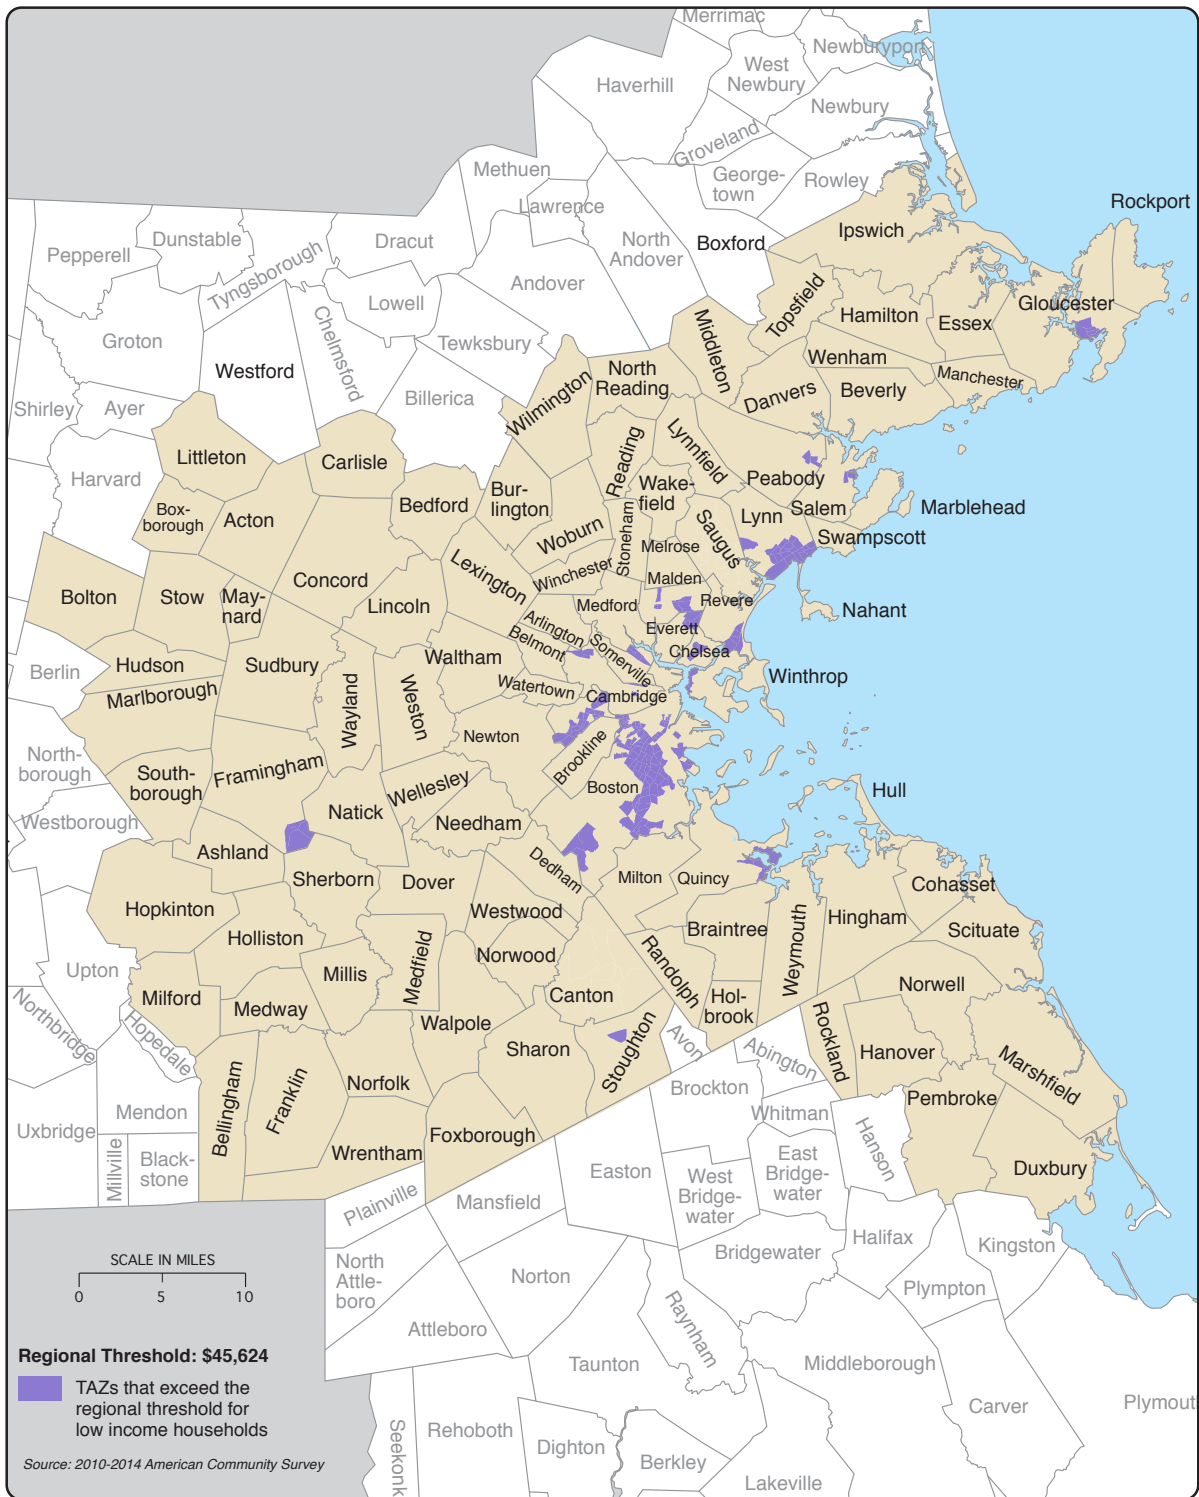 Merrimac
Newburyport
West
Newbury
Haverhill
Newbury
Groveland
Methuen
George-
town
Rowley
Lawrence
Rockport
Ipswich
Boxford
North
Andover
Dunstable
Dracut
Pepperell
Tyngsborough
Andover
Topsfield
Lowell
Gloucester
Hamilton
Essex
Chelmsford
Groton
Tewksbury
Middleton
Wenham
North
Reading
Westford
Manchester
Beverly
Danvers
Wilmington
Billerica
Shirley
Ayer
Lynnfield
Reading
Littleton
Carlisle
Harvard
Peabody
Wake-
field
Bur-
lington
Bedford
Salem
Marblehead
Box-
borough
Acton
Lynn
Saugus
Woburn
Stoneham
Swampscott
Melrose
Lexington
Winchester
Malden
Concord
Bolton
Stow
May-
nard
Lincoln
Medford
Revere
Nahant
Arlington
Everett
Belmont
Somerville
Chelsea
Waltham
Hudson
Sudbury
Berlin
Winthrop
Watertown
Cambridge
Marlborough
Wayland
Weston
Newton
North-
borough
Brookline
Framingham
South-
borough
Wellesley
Boston
Hull
Natick
Westborough
Needham
Ashland
Dedham
Sherborn
Dover
Milton
Quincy
Cohasset
Hopkinton
Westwood
Hingham
Braintree
Weymouth
Scituate
Holliston
Norwood
Medfield
Randolph
Upton
Millis
Norwell
Milford
Medway
Canton
Hol-
brook
Northbridge
Hopedale
Walpole
Sharon
Stoughton
Avon
Rockland
Abington
Hanover
Marshfield
Norfolk
Brockton
Bellingham
Franklin
Pembroke
Mendon
Whitman
Uxbridge
Foxborough
Hanson
Wrentham
Millville
Black-
stone
East
Bridge-
water
Easton
West
Bridge-
water
Duxbury
Plainville
Mansfield
Halifax
Kingston
Bridgewater
North
Attle-
boro
Norton
Plympton
Raynham
Attleboro
Taunton
Middleborough
Carver
Plymout
Rehoboth
Seekonk
Dighton
Berkley
Lakeville
SCALE IN MILES
0 5 10
Regional Threshold: $45,624
TAZs that exceed the
regional threshold for
low income households
Source: 2010-2014 American Community Survey